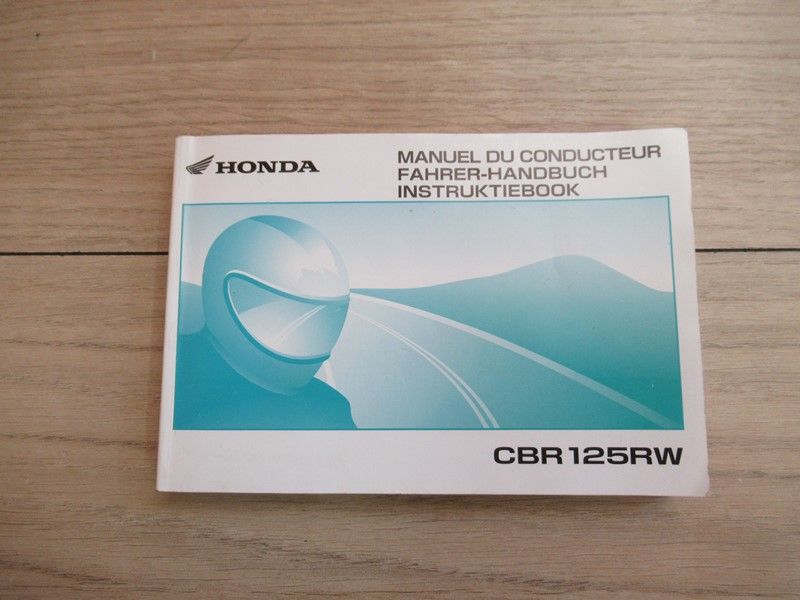 HONDA
MANUEL DU CONDUCTEUR
FAHRER-HANDBUCH
INSTRUKTIEBOOK
CBR125RW